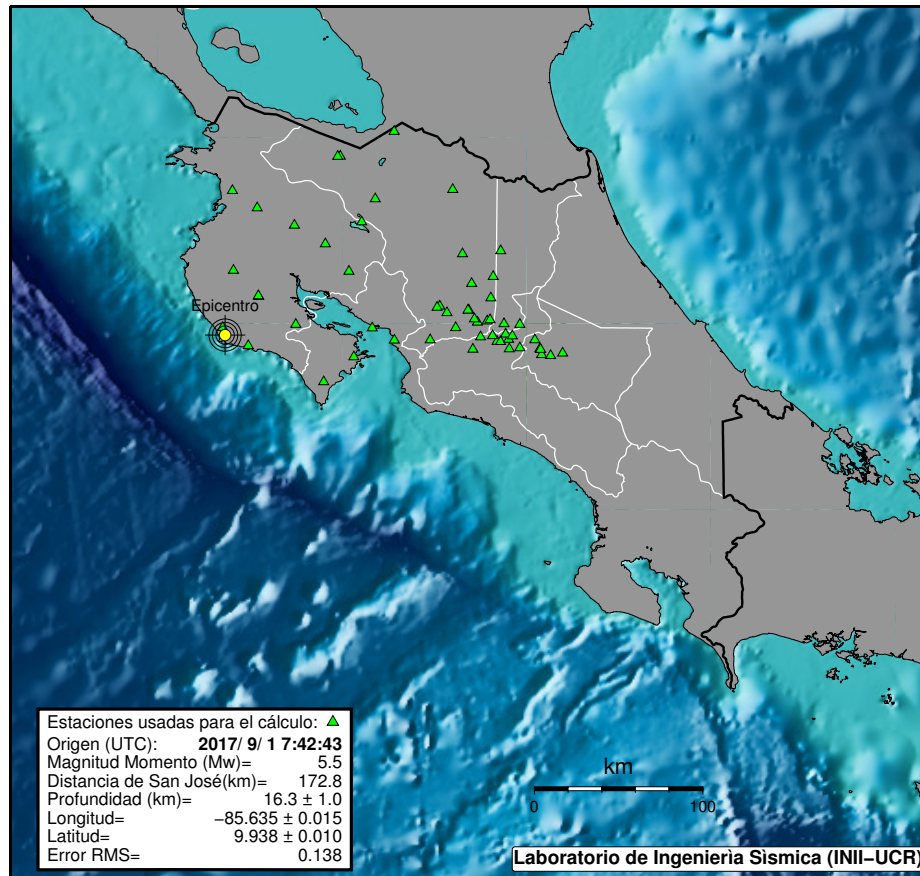 Epicentro
Estaciones usadas para el cálculo:
Origen (UTC): 2017/ 9/ 1 7:42:43
Magnitud Momento (Mw)= 5.5
Distancia de San José(km)= 172.8
Profundidad (km)= 16.3 ± 1.0
Longitud= −85.635 ± 0.015
Latitud= 9.938 ± 0.010
Error RMS= 0.138
km
0 100
Laboratorio de Ingenierìa Sìsmica (INII−UCR)